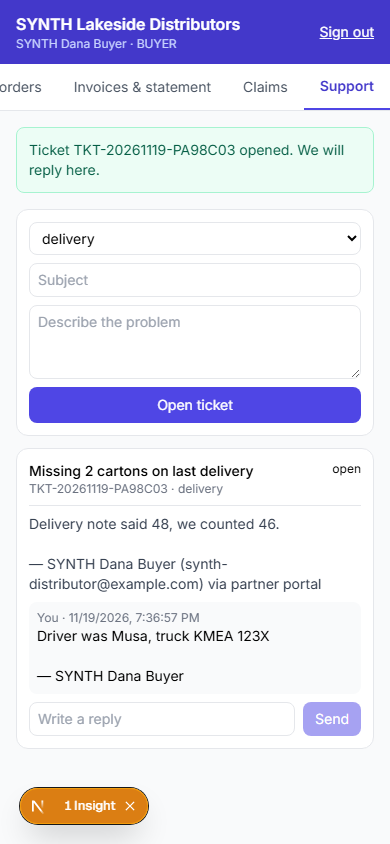 SYNTH Lakeside Distributors
SYNTH Dana Buyer · BUYER
Sign out
orders
Invoices & statement
Claims
Support
Ticket TKT-20261119-PA98C03 opened. We will
reply here.
delivery
Subject
Describe the problem
Open ticket
Missing 2 cartons on last delivery
open
TKT-20261119-PA98C03 · delivery
Delivery note said 48, we counted 46.
— SYNTH Dana Buyer (synth-
distributor@example.com) via partner portal
You · 11/19/2026, 7:36:57 PM
Driver was Musa, truck KMEA 123X
— SYNTH Dana Buyer
Write a reply
Send
N
1 Insight